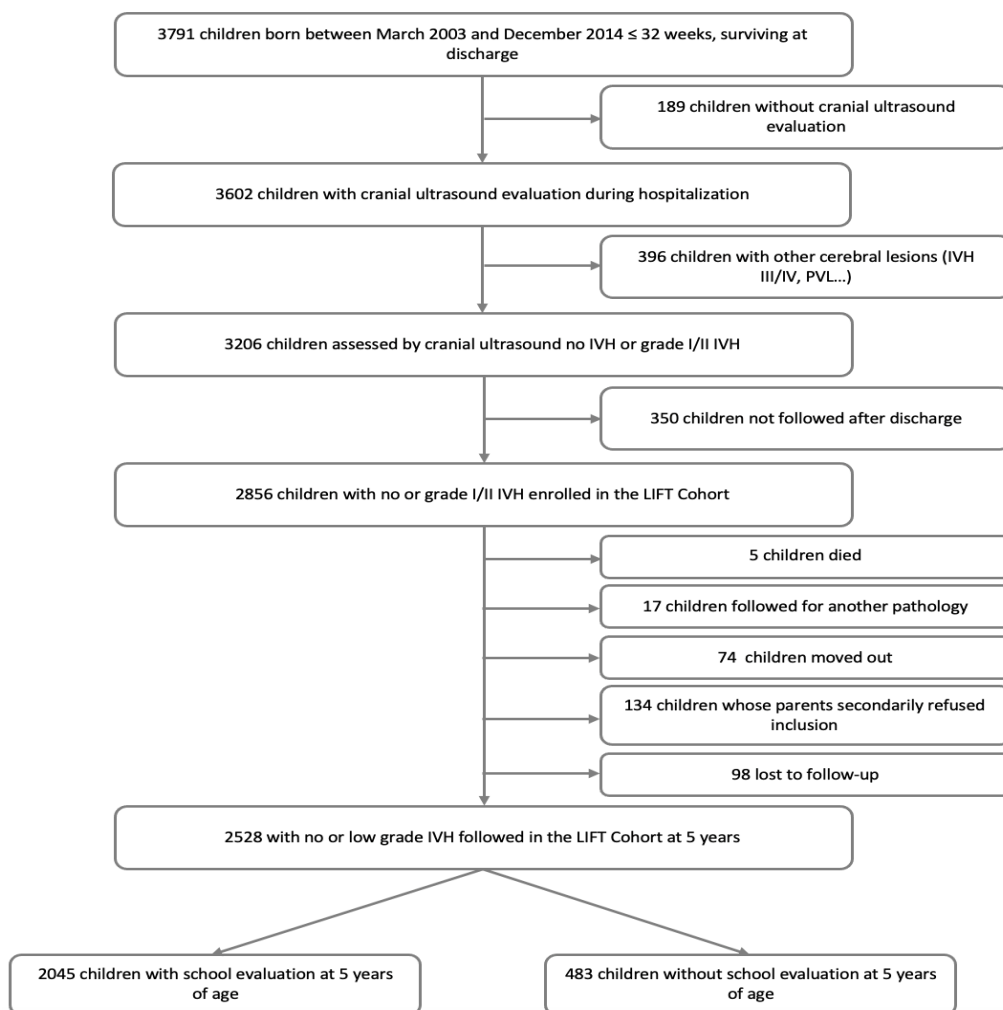 3791 children born between March 2003 and December 2014 ≤ 32 weeks, surviving at
discharge
189 children without cranial ultrasound
evaluation
3602 children with cranial ultrasound evaluation during hospitalization
396 children with other cerebral lesions (IVH
III/IV, PVL...)
3206 children assessed by cranial ultrasound no IVH or grade I/II IVH
350 children not followed after discharge
2856 children with no or grade I/II IVH enrolled in the LIFT Cohort
5 children died
17 children followed for another pathology
74 children moved out
134 children whose parents secondarily refused
inclusion
98 lost to follow-up
2528 with no or low grade IVH followed in the LIFT Cohort at 5 years
2045 children with school evaluation at 5 years
of age
483 children without school evaluation at 5 years
of age